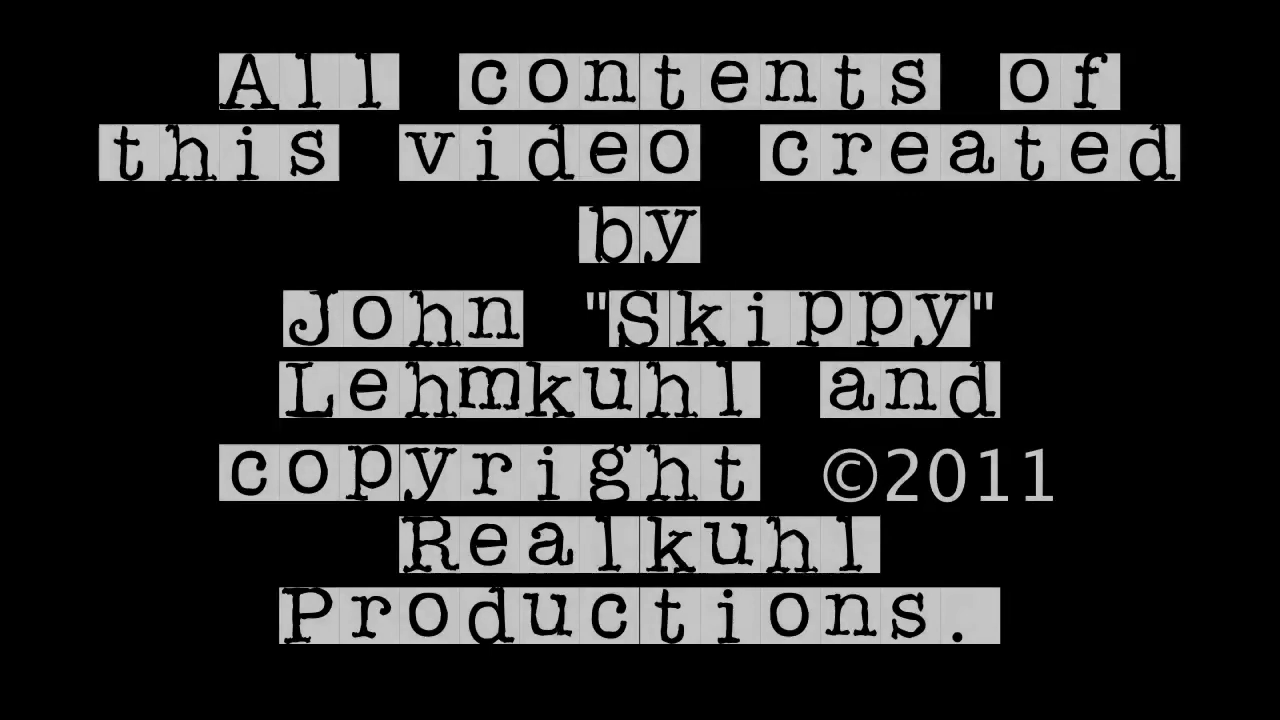 All contents of
this video created
by
John "Skippy"
Lehmkuhl and
copyright ©2011
Realkuhl
Productions.